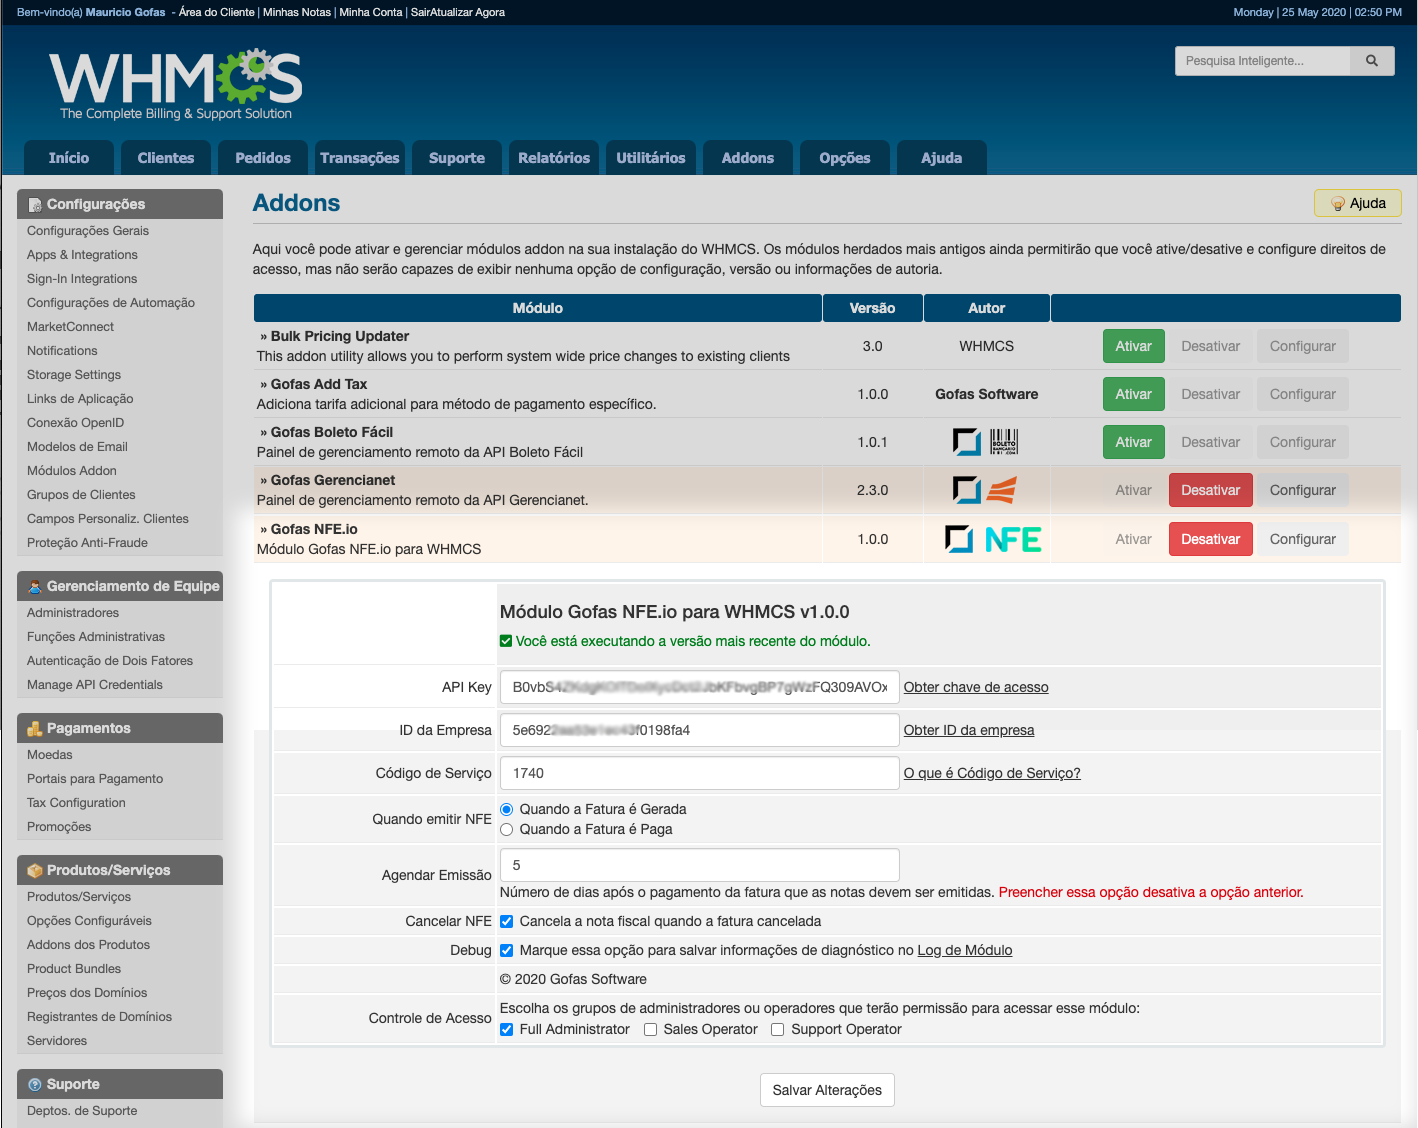 Bem-vindo(a) Mauricio Gofas - Área do Cliente | Minhas Notas | Minha Conta | SairAtualizar Agora
Monday | 25 May 2020 | 02:50 PM
WHMCS
The Complete Billing & Support Solution
Pesquisa Inteligente...
Início Clientes Pedidos Transações Suporte Relatórios Utilitários Addons Opções Ajuda
Configurações
Configurações Gerais
Apps & Integrations
Sign-In Integrations
Configurações de Automação
MarketConnect
Notifications
Storage Settings
Links de Aplicação
Conexão OpenID
Modelos de Email
Módulos Addon
Grupos de Clientes
Campos Personaliz. Clientes
Proteção Anti-Fraude
Gerenciamento de Equipe
Administradores
Funções Administrativas
Autenticação de Dois Fatores
Manage API Credentials
Pagamentos
Moedas
Portais para Pagamento
Tax Configuration
Promoções
Produtos/Serviços
Produtos/Serviços
Opções Configuráveis
Addons dos Produtos
Product Bundles
Preços dos Domínios
Registrantes de Domínios
Servidores
Suporte
Deptos. de Suporte
Addons
Ajuda
Aqui você pode ativar e gerenciar módulos addon na sua instalação do WHMCS. Os módulos herdados mais antigos ainda permitirão que você ative/desative e configure direitos de
acesso, mas não serão capazes de exibir nenhuma opção de configuração, versão ou informações de autoria.
Módulo Versão Autor
» Bulk Pricing Updater
This addon utility allows you to perform system wide price changes to existing clients
3.0 WHMCS Ativar Desativar Configurar
» Gofas Add Tax
Adiciona tarifa adicional para método de pagamento específico.
1.0.0 Gofas Software Ativar Desativar Configurar
» Gofas Boleto Fácil
Painel de gerenciamento remoto da API Boleto Fácil
1.0.1 BOLETO BANCÁRIO .COM Ativar Desativar Configurar
» Gofas Gerencianet
Painel de gerenciamento remoto da API Gerencianet.
2.3.0 Ativar Desativar Configurar
» Gofas NFE.io
Módulo Gofas NFE.io para WHMCS
1.0.0 NFE Ativar Desativar Configurar
Módulo Gofas NFE.io para WHMCS v1.0.0
Você está executando a versão mais recente do módulo.
API Key B0vbS FQ309AVOx Obter chave de acesso
ID da Empresa 5e692 f0198fa4 Obter ID da empresa
Código de Serviço 1740 O que é Código de Serviço?
Quando emitir NFE Quando a Fatura é Gerada
Quando a Fatura é Paga
Agendar Emissão 5
Número de dias após o pagamento da fatura que as notas devem ser emitidas. Preencher essa opção desativa a opção anterior.
Cancelar NFE Cancela a nota fiscal quando a fatura cancelada
Debug Marque essa opção para salvar informações de diagnóstico no Log de Módulo
© 2020 Gofas Software
Controle de Acesso Escolha os grupos de administradores ou operadores que terão permissão para acessar esse módulo:
Full Administrator Sales Operator Support Operator
Salvar Alterações